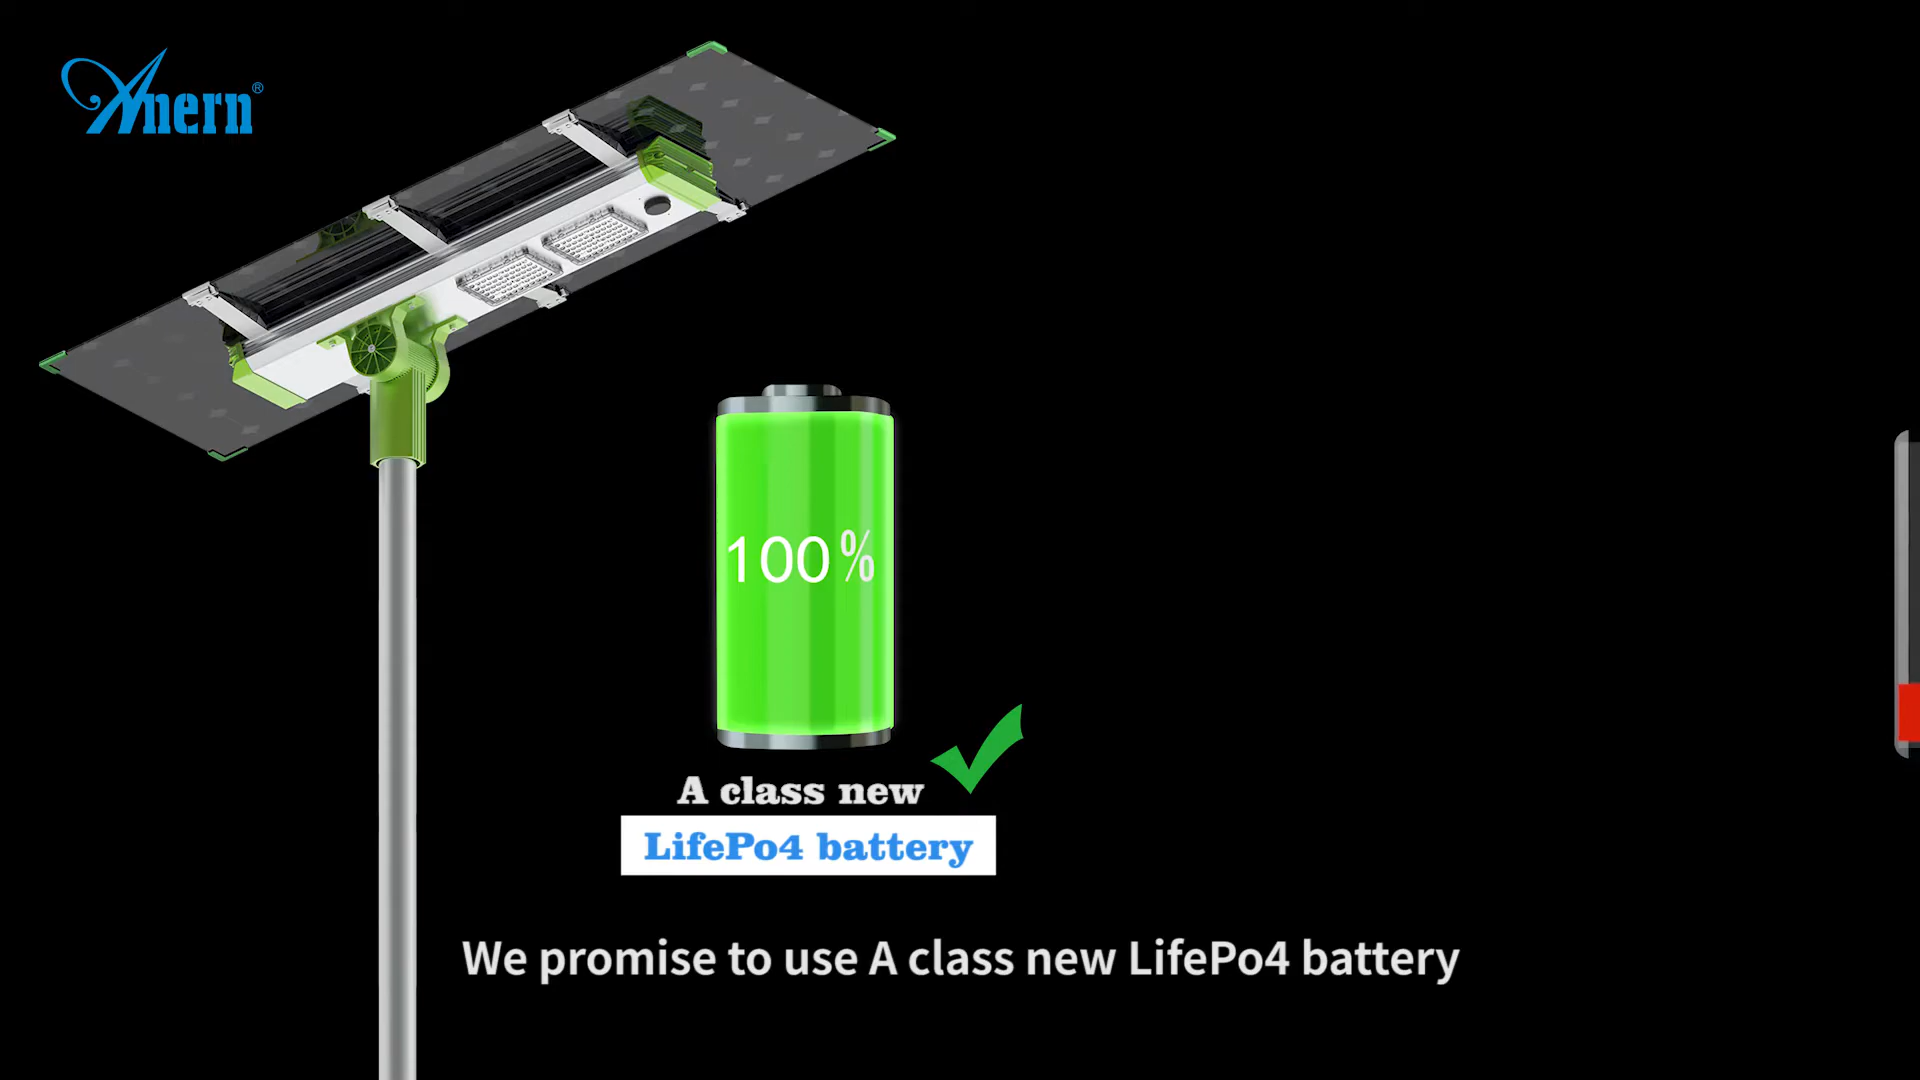 Anern®
100%
A class new
LifePo4 battery
We promise to use A class new LifePo4 battery